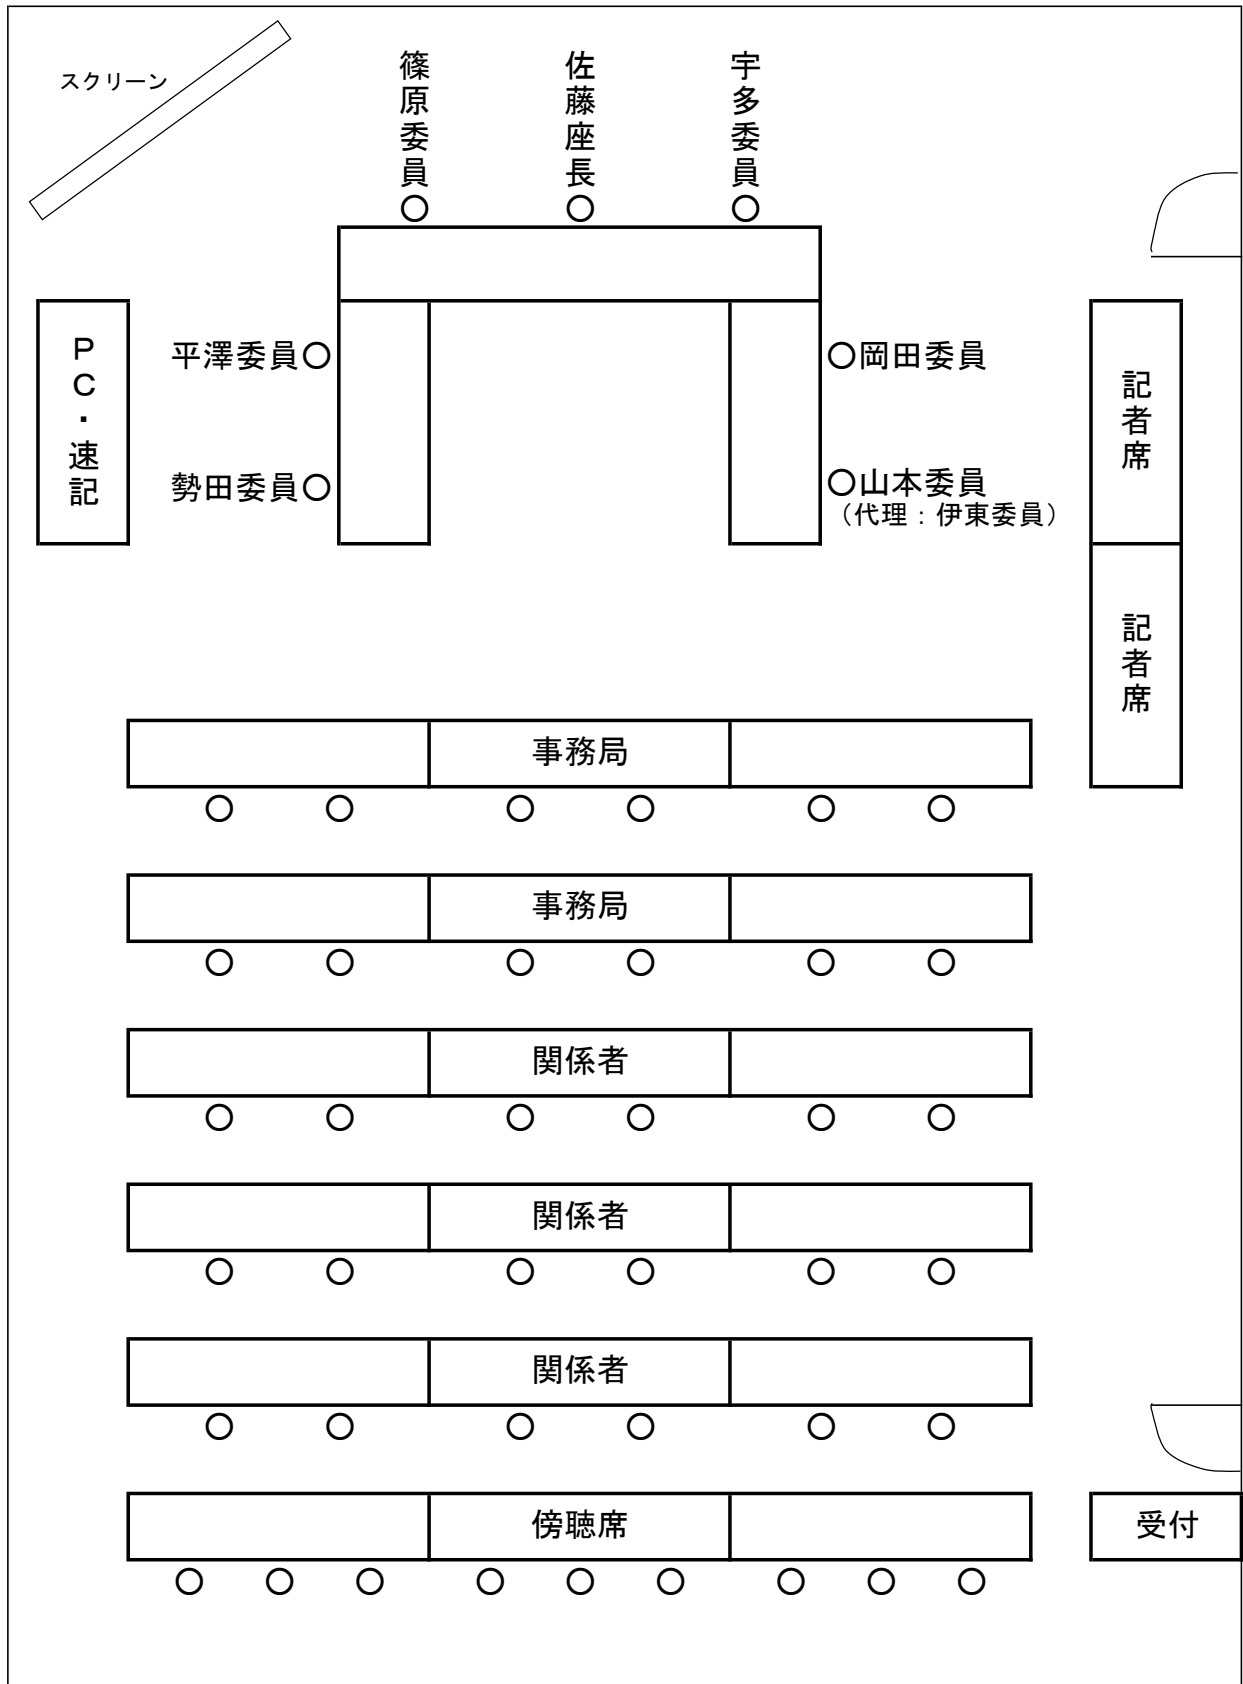 スクリーン
篠原委員
佐藤座長
宇多委員
PC・速記
平澤委員
岡田委員
記者席
勢田委員
山本委員
（代理：伊東委員）
記者席
事務局
事務局
関係者
関係者
関係者
傍聴席
受付